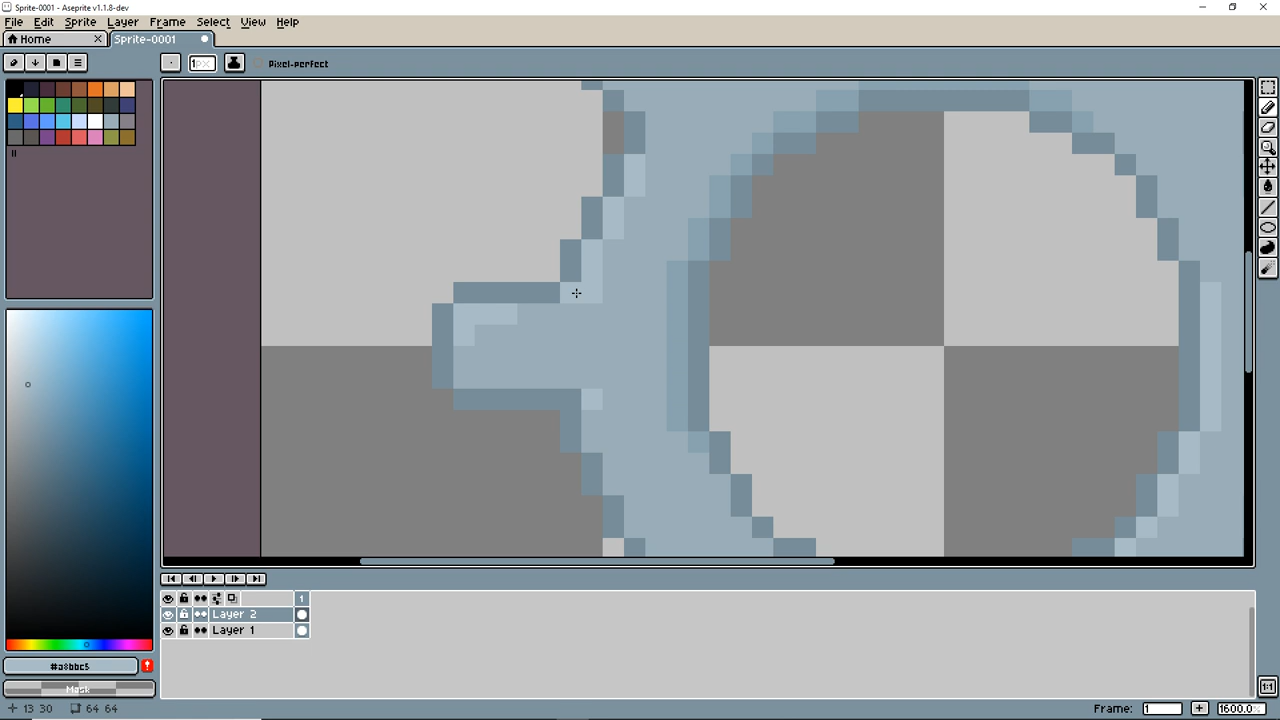 Sprite-0001 - Aseprite v1.1.8-dev
File Edit Sprite Layer Frame Select View Help
Home Sprite-0001
1px Pixel-perfect
1
Layer 2
Layer 1
#a8bbc5
Mask
13 30 64 64
Frame: 1 1600.0%
1:1